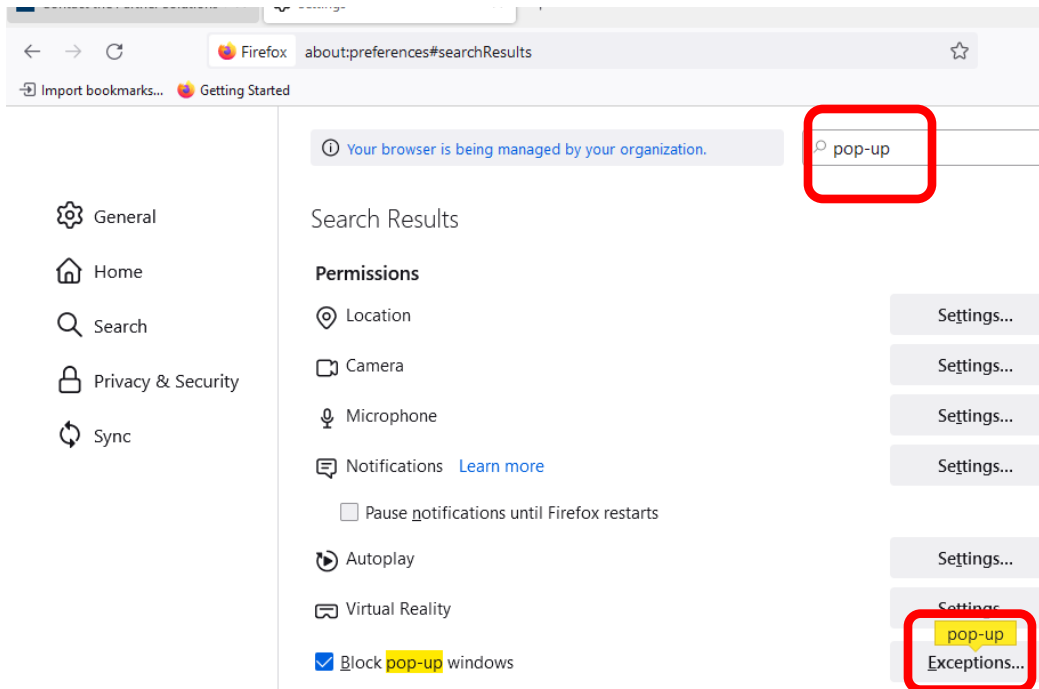 Firefox about:preferences#searchResults
Import bookmarks... Getting Started
Your browser is being managed by your organization.
pop-up
General
Home
Search
Privacy & Security
Sync
Search Results
Permissions
Location Settings...
Camera Settings...
Microphone Settings...
Notifications Learn more Settings...
Pause notifications until Firefox restarts
Autoplay Settings...
Virtual Reality Settings...
pop-up
Block pop-up windows Exceptions...